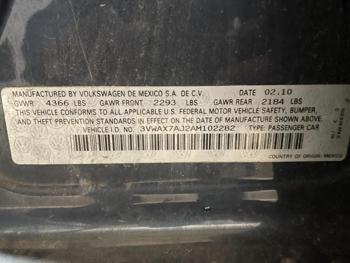 MANUFACTURED BY VOLKSWAGEN DE MEXICO S.A. DE C.V. DATE 02.10
GVWR 4366 LBS GAWR FRONT 2293 LBS GAWR REAR 2184 LBS
THIS VEHICLE CONFORMS TO ALL APPLICABLE U.S. FEDERAL MOTOR VEHICLE SAFETY, BUMPER,
AND THEFT PREVENTION STANDARDS IN EFFECT ON THE DATE OF MANUFACTURE SHOWN ABOVE.
VEHICLE I.D.: 3VWAX7AJ2AM102282 TYPE: PASSENGER CAR
COUNTRY OF ORIGIN: MEXICO